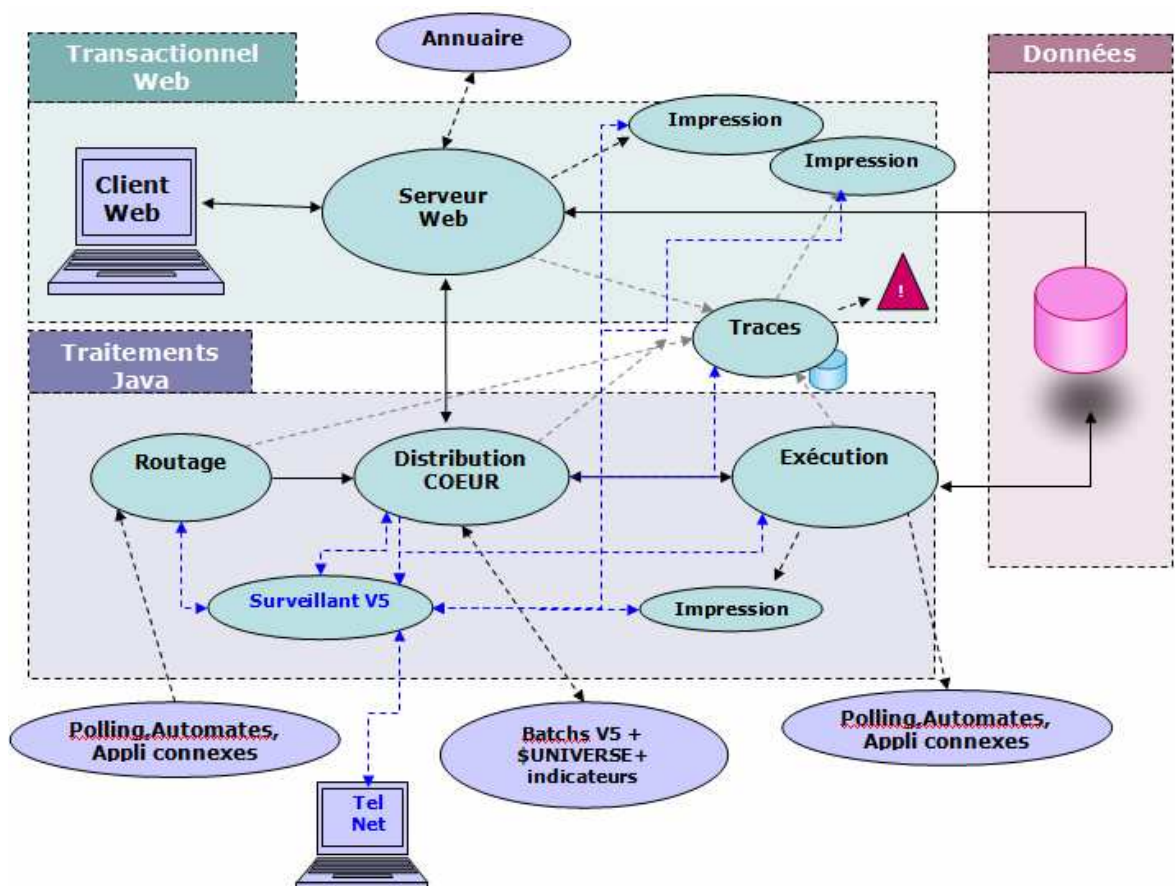 Annuaire
Transactionnel
Web
Données
Impression
Impression
Client
Web
Serveur
Web
!
Traces
Traitements
Java
Routage
Distribution
COEUR
Exécution
Surveillant V5
Impression
Polling,Automates,
Appli connexes
Batchs V5 +
$UNIVERSE+
indicateurs
Polling,Automates,
Appli connexes
Tel
Net